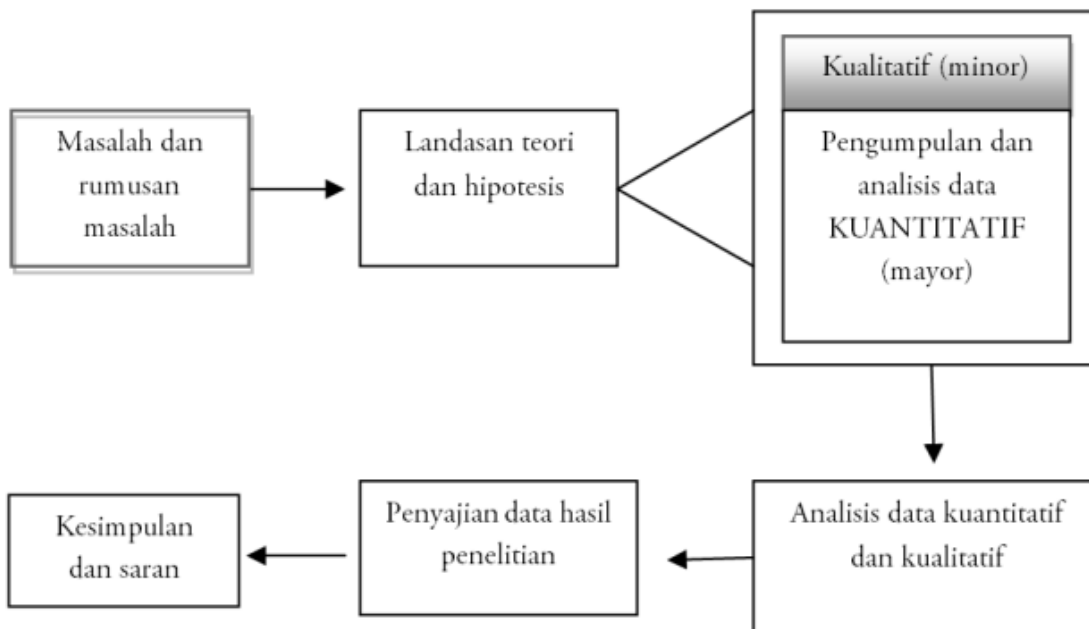 Masalah dan
rumusan
masalah
Landasan teori
dan hipotesis
Kualitatif (minor)
Pengumpulan dan
analisis data
KUANTITATIF
(mayor)
Analisis data kuantitatif
dan kualitatif
Penyajian data hasil
penelitian
Kesimpulan
dan saran